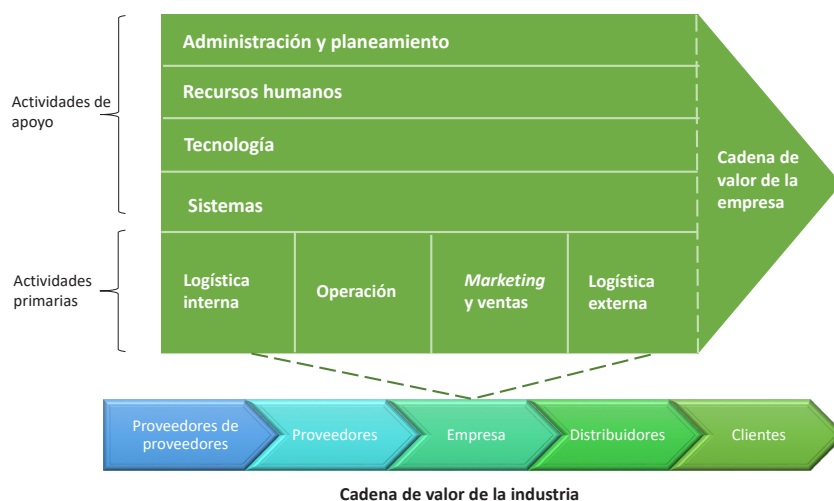 Administración y planeamiento
Recursos humanos
Tecnología
Sistemas
Actividades de
apoyo
Cadena de
valor de la
empresa
Actividades
primarias
Logística
interna
Operación
Marketing
y ventas
Logística
externa
Proveedores de
proveedores
Proveedores
Empresa
Distribuidores
Clientes
Cadena de valor de la industria